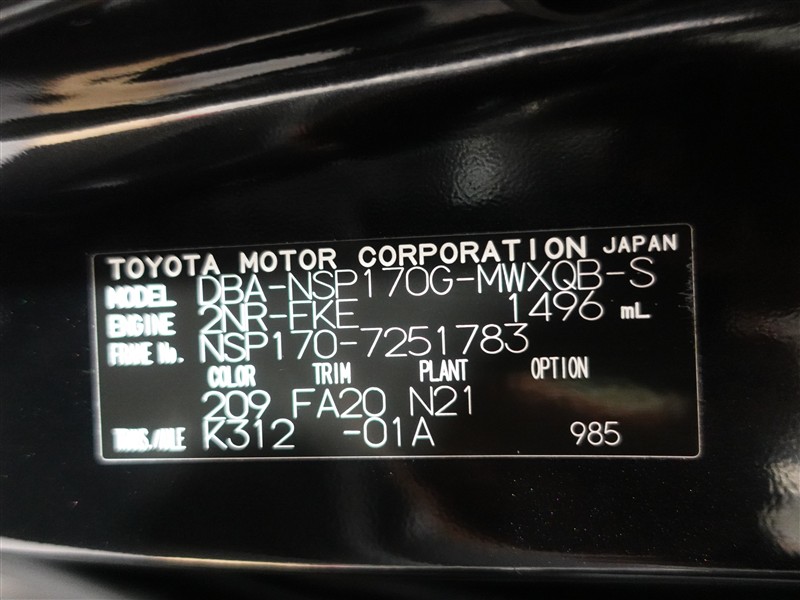 TOYOTA MOTOR CORPORATION JAPAN
MODEL DBA-NSP170G-MWXQB-S
ENGINE 2NR-FKE 1496 mL
FRAME No. NSP170-7251783
COLOR TRIM PLANT OPTION
209 FA20 N21
TRANS./AXLE K312 -01A 985